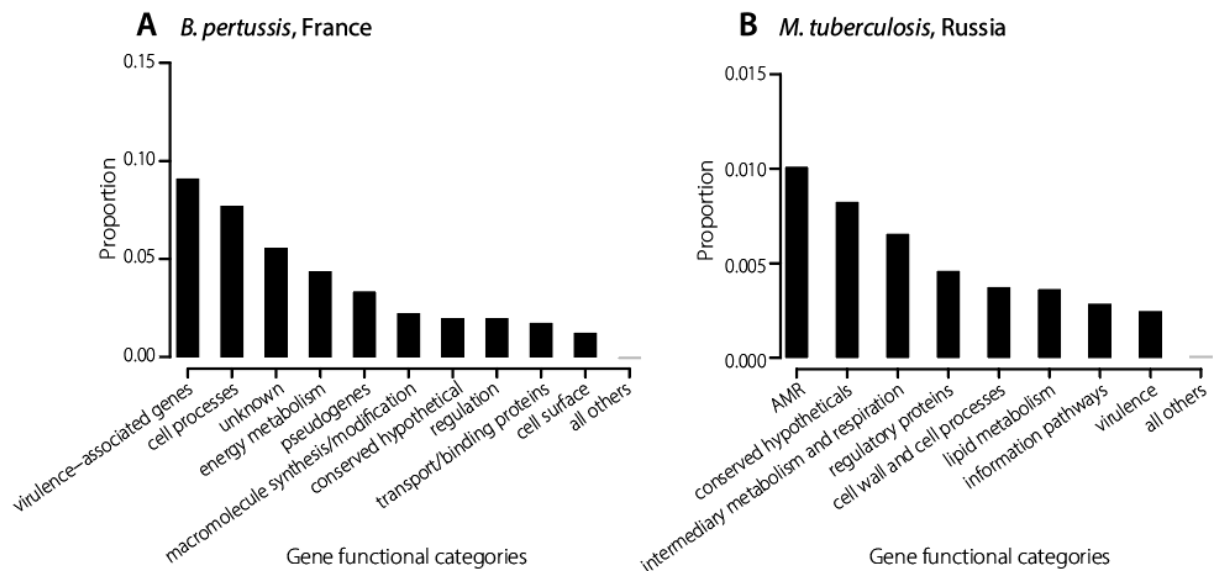 A B. pertussis, France
0.15
0.10
0.05
0.00
Proportion
virulence–associated genes
cell processes
unknown
energy metabolism
pseudogenes
macromolecule synthesis/modification
conserved hypothetical
regulation
transport/binding proteins
cell surface
all others
Gene functional categories
B M. tuberculosis, Russia
0.015
0.010
0.005
0.000
Proportion
AMR
conserved hypotheticals
intermediary metabolism and respiration
regulatory proteins
cell wall and cell processes
lipid metabolism
information pathways
virulence
all others
Gene functional categories